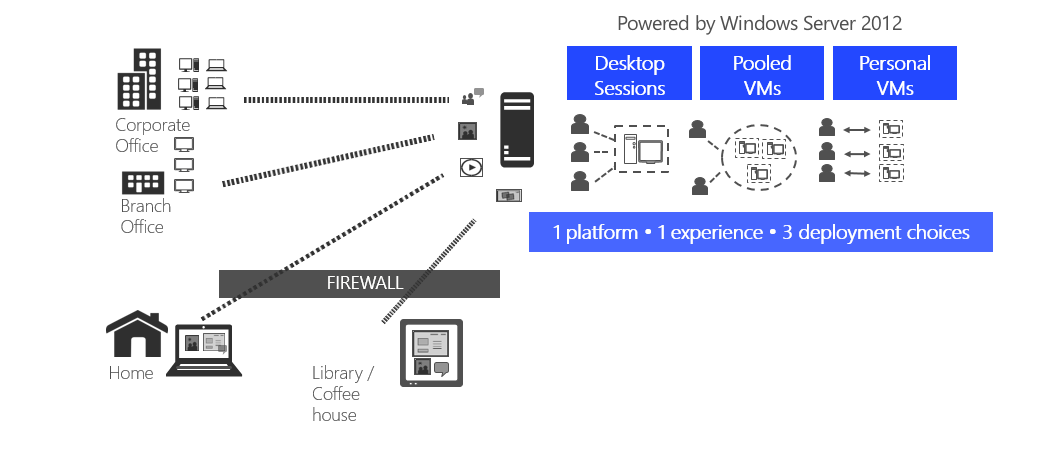 Powered by Windows Server 2012
Desktop
Sessions
Pooled
VMs
Personal
VMs
Corporate
Office
Branch
Office
1 platform • 1 experience • 3 deployment choices
FIREWALL
Home
Library /
Coffee
house